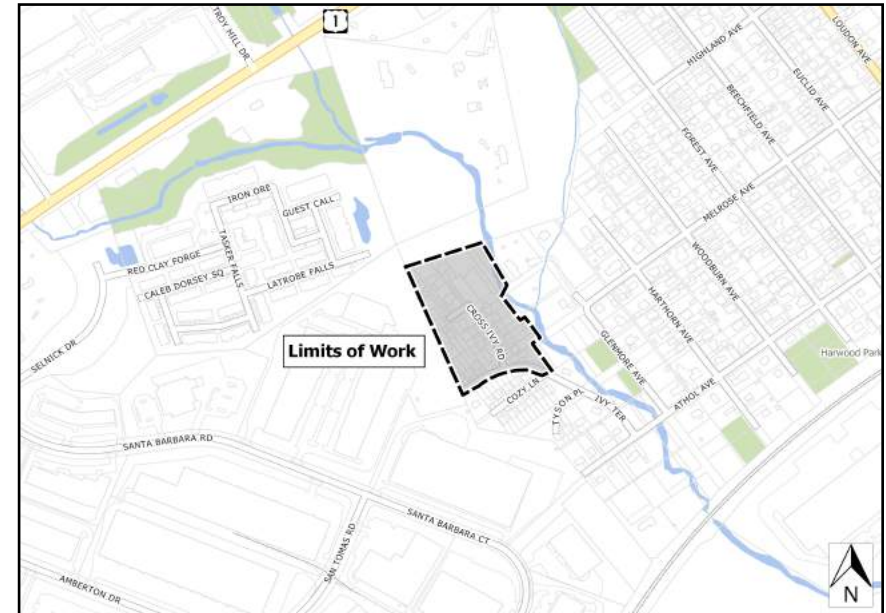 1
TROY HILL DR
HIGHLAND AVE
LOUDON AVE
EUCLID AVE
BEECHFIELD AVE
FOREST AVE
MELROSE AVE
IRON ORE
GUEST CALL
TASKER FALLS
RED CLAY FORGE
CALEB DORSEY SQ
LATROBE FALLS
WOODBURN AVE
HARTHORN AVE
SELNICK DR
Limits of Work
CROSS IVY RD
GLENMORE AVE
Harwood Park
COZY LN
TYSON PL
IVY TER
ATHOL AVE
SANTA BARBARA RD
SANTA BARBARA CT
SAN TOMAS RD
AMBERTON DR
N